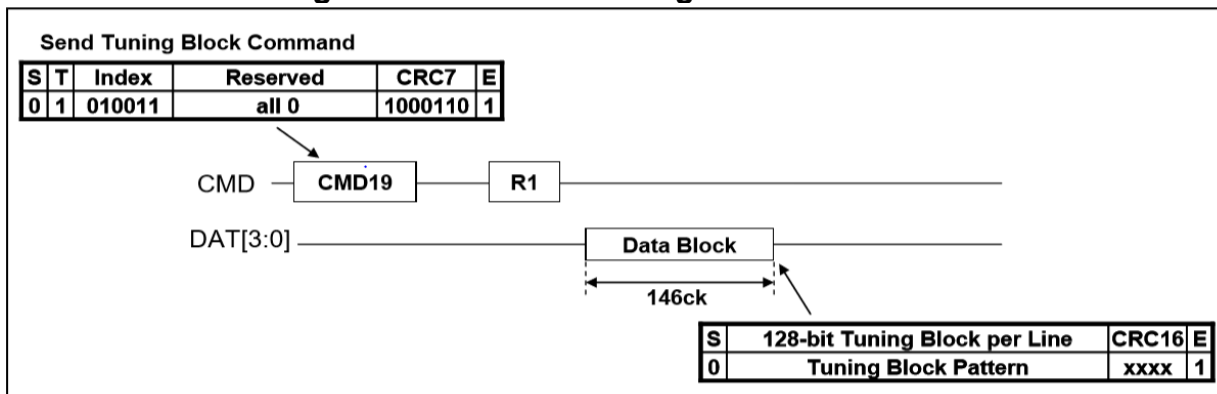 Send Tuning Block Command
S T Index Reserved CRC7 E
0 1 010011 all 0 1000110 1
CMD CMD19 R1
DAT[3:0] Data Block
146ck
S 128-bit Tuning Block per Line CRC16 E
0 Tuning Block Pattern xxxx 1